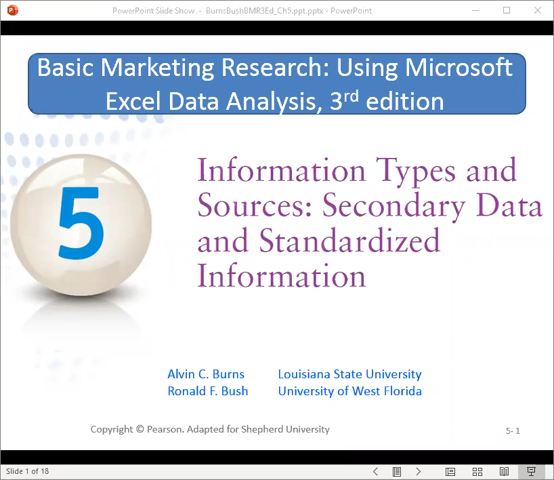 PowerPoint Slide Show - BurnsBushBMR3Ed_Ch5.ppt.pptx - PowerPoint
Basic Marketing Research: Using Microsoft
Excel Data Analysis, 3rd edition
5
Information Types and
Sources: Secondary Data
and Standardized
Information
Alvin C. Burns Louisiana State University
Ronald F. Bush University of West Florida
Copyright © Pearson. Adapted for Shepherd University 5- 1
Slide 1 of 18